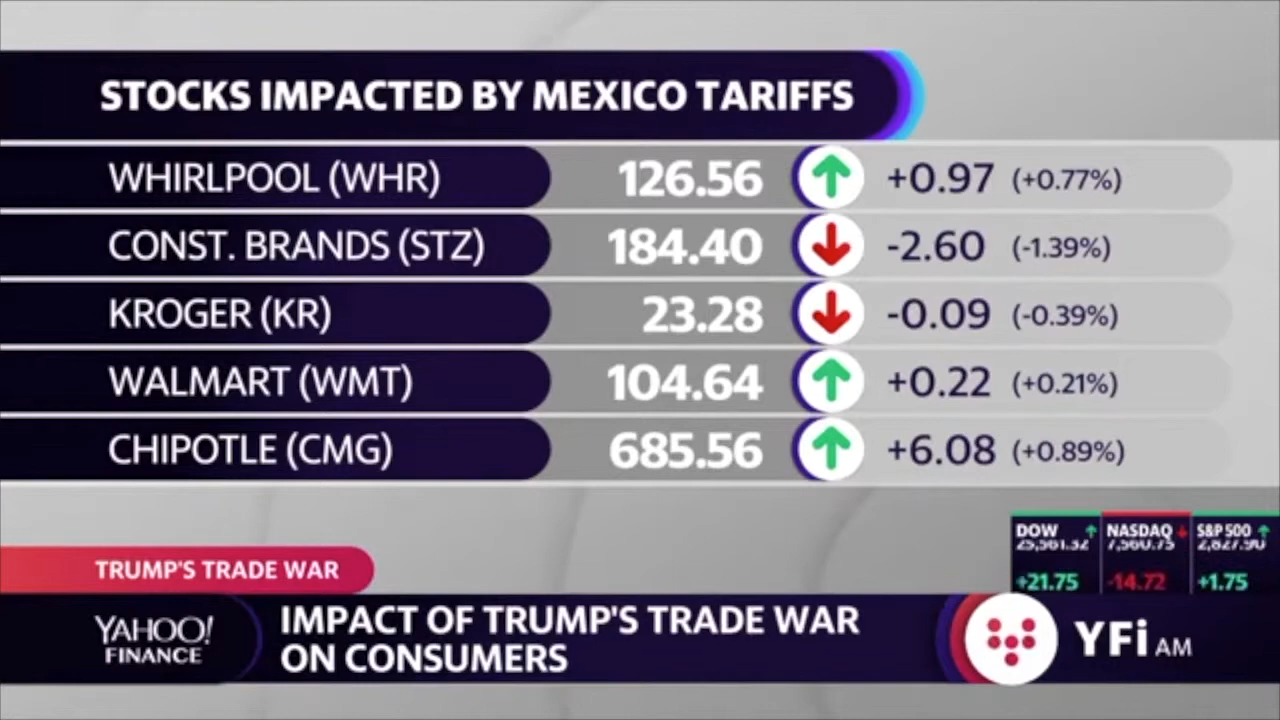 STOCKS IMPACTED BY MEXICO TARIFFS
WHIRLPOOL (WHR) 126.56 +0.97 (+0.77%)
CONST. BRANDS (STZ) 184.40 -2.60 (-1.39%)
KROGER (KR) 23.28 -0.09 (-0.39%)
WALMART (WMT) 104.64 +0.22 (+0.21%)
CHIPOTLE (CMG) 685.56 +6.08 (+0.89%)
DOW NASDAQ S&P 500
+21.75 -14.72 +1.75
TRUMP'S TRADE WAR
YAHOO!
FINANCE
IMPACT OF TRUMP'S TRADE WAR
ON CONSUMERS
YFi AM